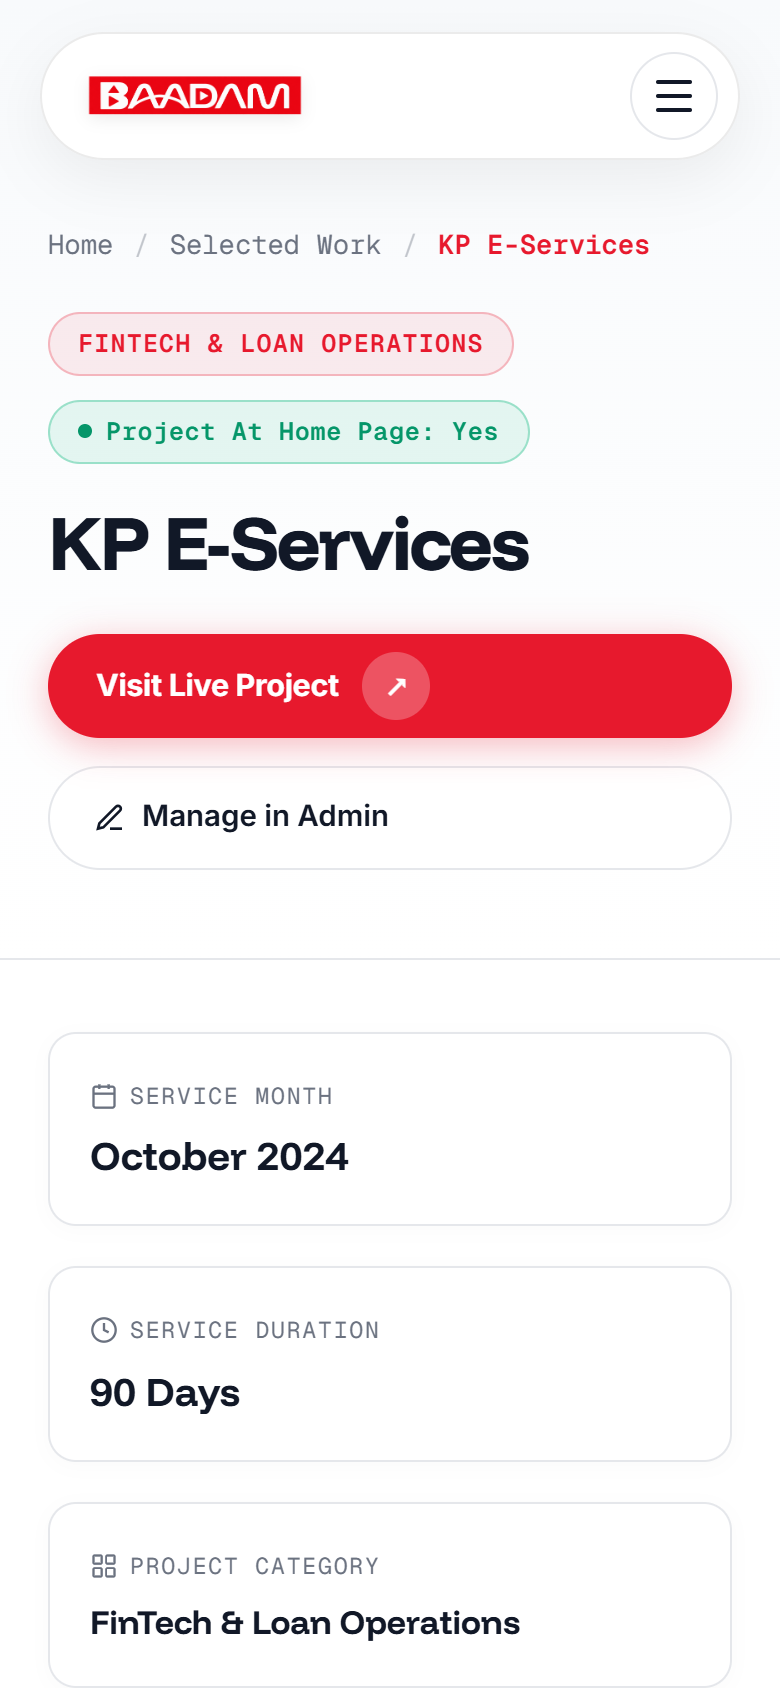 BAADAM
Home / Selected Work / KP E-Services
FINTECH & LOAN OPERATIONS
Project At Home Page: Yes
KP E-Services
Visit Live Project ↗
Manage in Admin
SERVICE MONTH
October 2024
SERVICE DURATION
90 Days
PROJECT CATEGORY
FinTech & Loan Operations